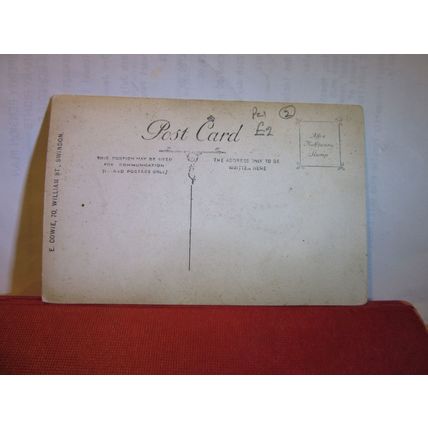 Pc1 ②
£2
Post Card
Affix
Halfpenny
Stamp
THIS PORTION MAY BE USED
FOR COMMUNICATION
INLAND POSTAGE ONLY
THE ADDRESS ONLY TO BE
WRITTEN HERE
E. DOWIE, 70, WILLIAM ST., SWINDON.